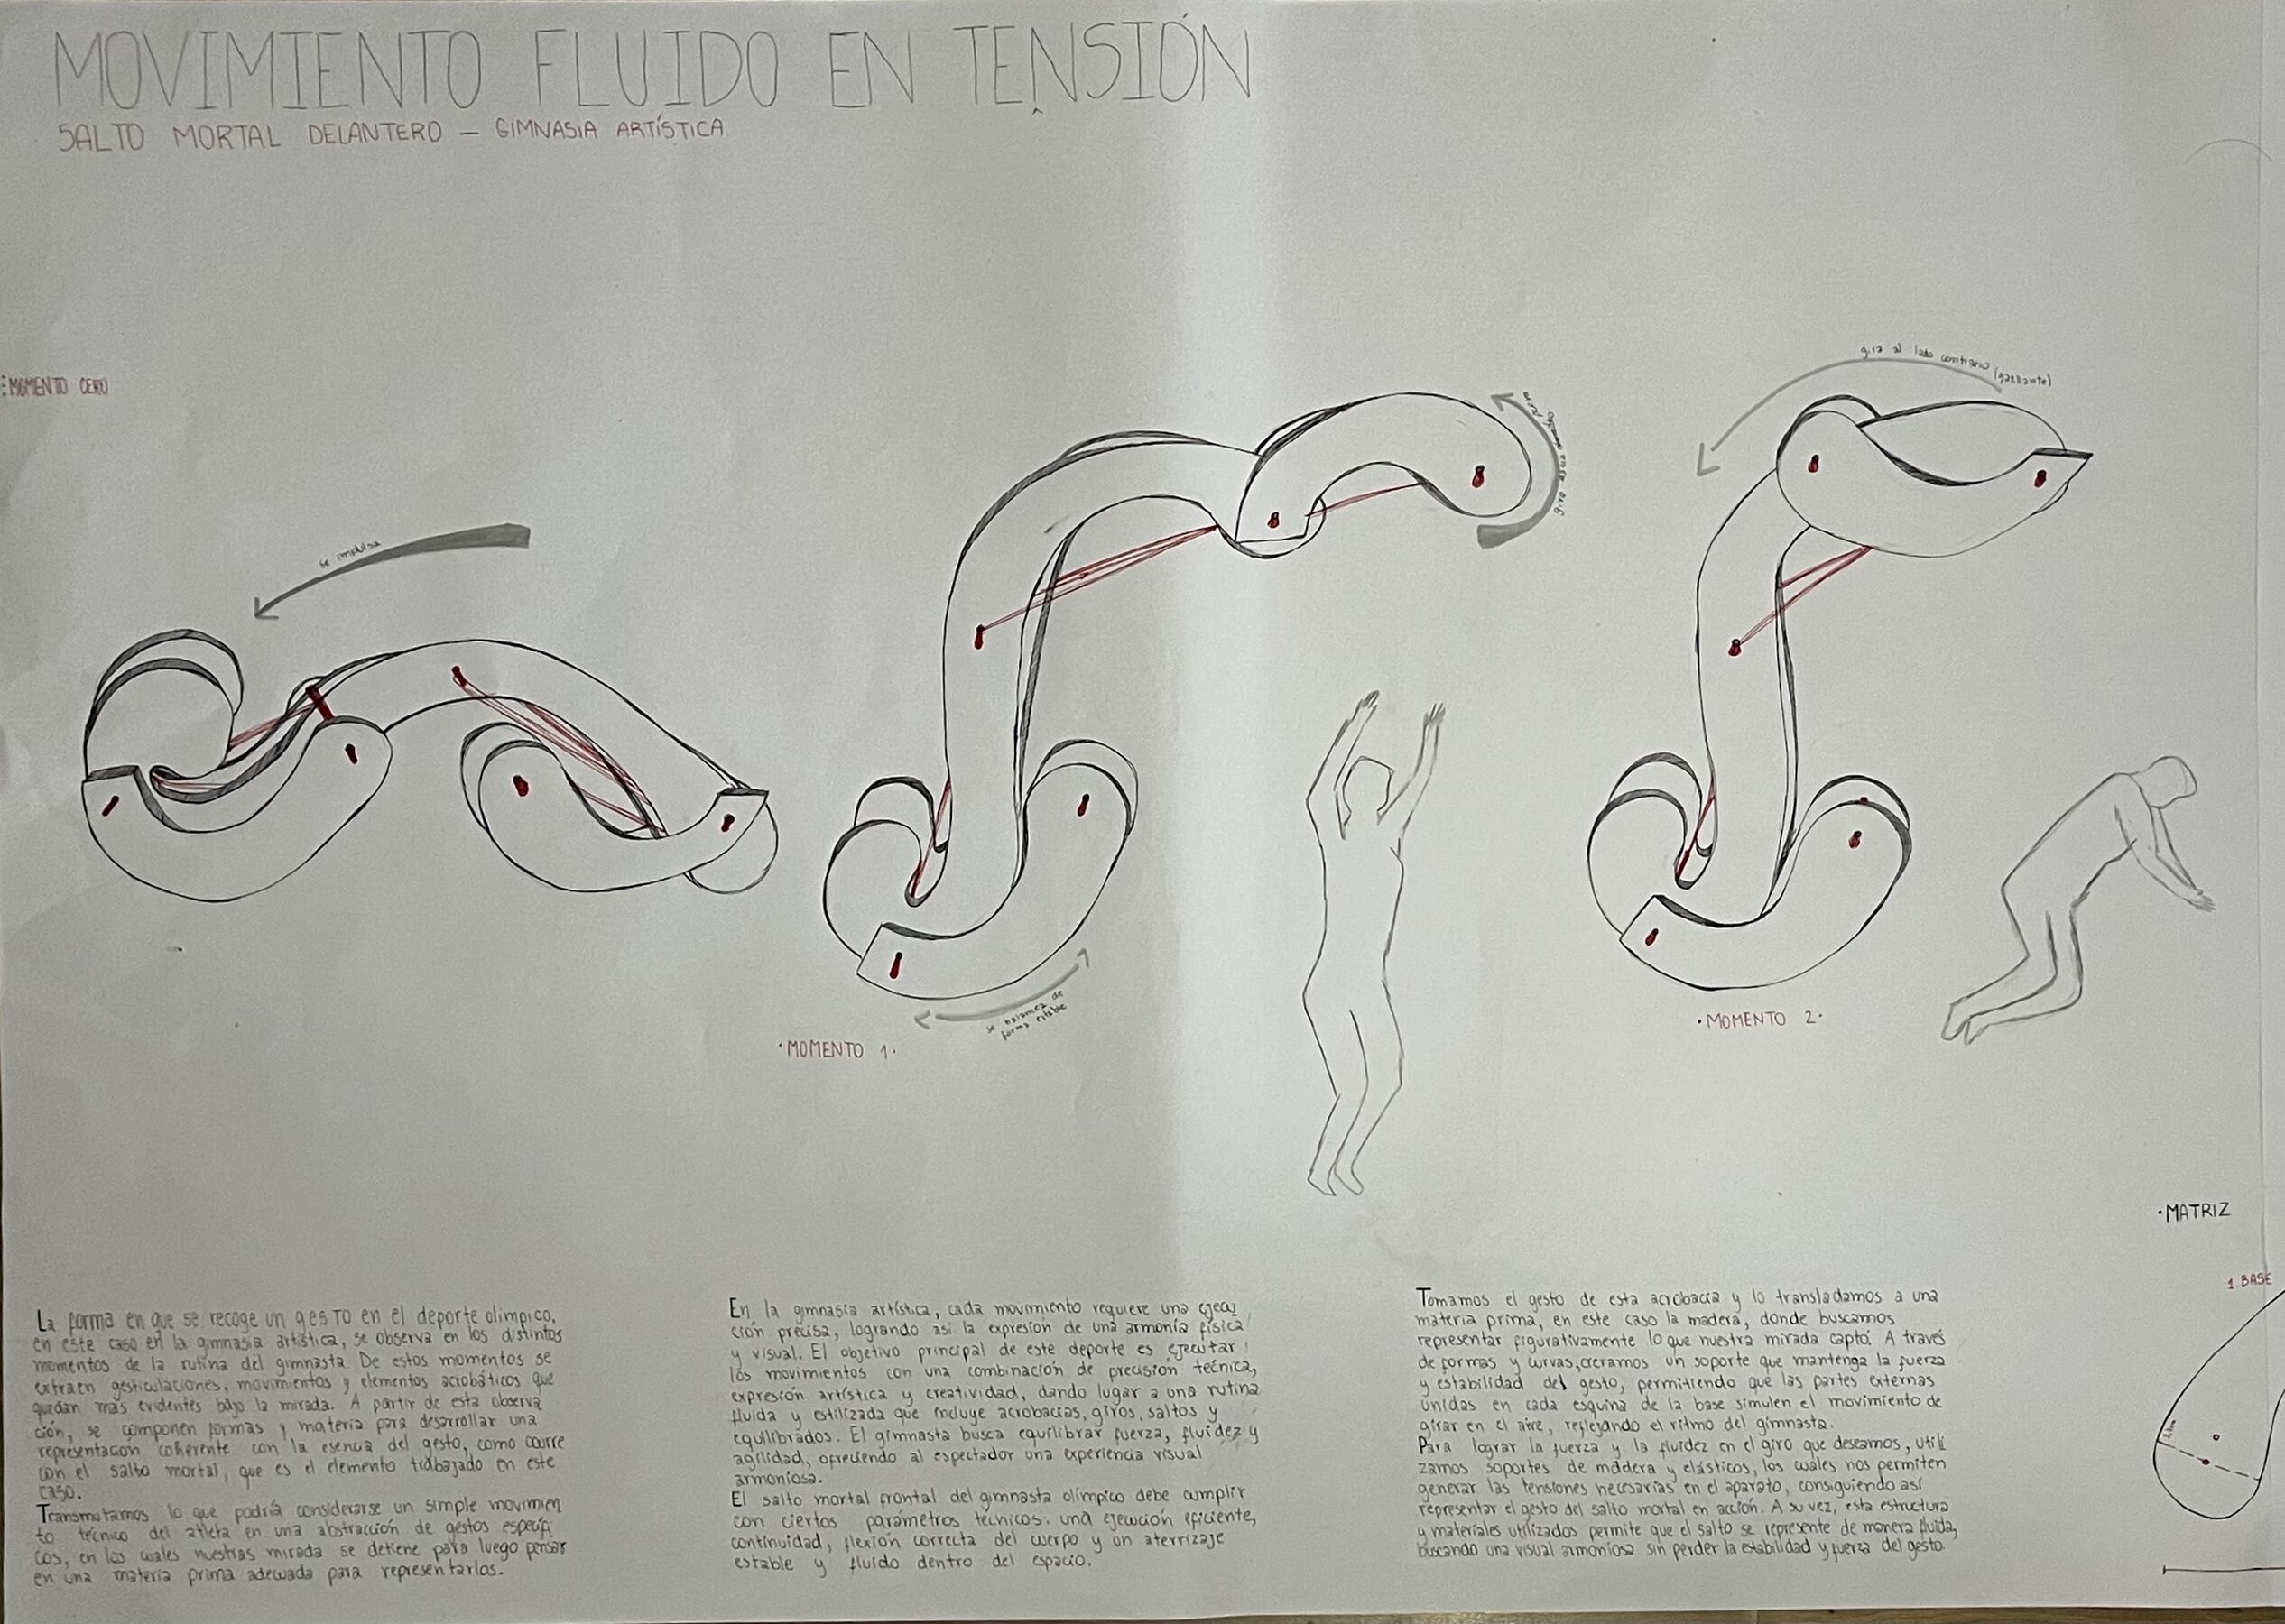 MOVIMIENTO FLUIDO EN TENSIÓN
SALTO MORTAL DELANTERO — GIMNASIA ARTÍSTICA
MOMENTO CERO
se impulsa
gira al lado contrario (gatillante)
se balancea de
forma estable
·MOMENTO 1·
·MOMENTO 2·
·MATRIZ
1. BASE
La forma en que se recoge un gesto en el deporte olímpico,
en este caso en la gimnasia artística, se observa en los distintos
momentos de la rutina del gimnasta. De estos momentos se
extraen gesticulaciones, movimientos y elementos acrobáticos que
quedan más evidentes bajo la mirada. A partir de esta observa
ción, se componen formas y materia para desarrollar una
representación coherente con la esencia del gesto, como ocurre
con el salto mortal, que es el elemento trabajado en este
caso.
Transmutamos lo que podría considerarse un simple movimien
to técnico del atleta en una abstracción de gestos específi
cos, en los cuales nuestras mirada se detiene para luego pensar
en una materia prima adecuada para representarlos.
En la gimnasia artística, cada movimiento requiere una ejecu
ción precisa, logrando así la expresión de una armonía física
y visual. El objetivo principal de este deporte es ejecutar
los movimientos con una combinación de precisión técnica,
expresión artística y creatividad, dando lugar a una rutina
fluida y estilizada que incluye acrobacias, giros, saltos y
equilibrados. El gimnasta busca equilibrar fuerza, fluidez y
agilidad, ofreciendo al espectador una experiencia visual
armoniosa.
El salto mortal frontal del gimnasta olímpico debe cumplir
con ciertos parámetros técnicos: una ejecución eficiente,
continuidad, flexión correcta del cuerpo y un aterrizaje
estable y fluido dentro del espacio.
Tomamos el gesto de esta acrobacia y lo transladamos a una
materia prima, en este caso la madera, donde buscamos
representar figurativamente lo que nuestra mirada captó. A través
de formas y curvas, creamos un soporte que mantenga la fuerza
y estabilidad del gesto, permitiendo que las partes externas
unidas en cada esquina de la base simulen el movimiento de
girar en el aire, reflejando el ritmo del gimnasta.
Para lograr la fuerza y la fluidez en el giro que deseamos, utili
zamos soportes de madera y elásticos, los cuales nos permiten
generar las tensiones necesarias en el aparato, consiguiendo así
representar el gesto del salto mortal en acción. A su vez, esta estructura
y materiales utilizados permite que el salto se represente de manera fluida,
buscando una visual armoniosa sin perder la estabilidad y fuerza del gesto.